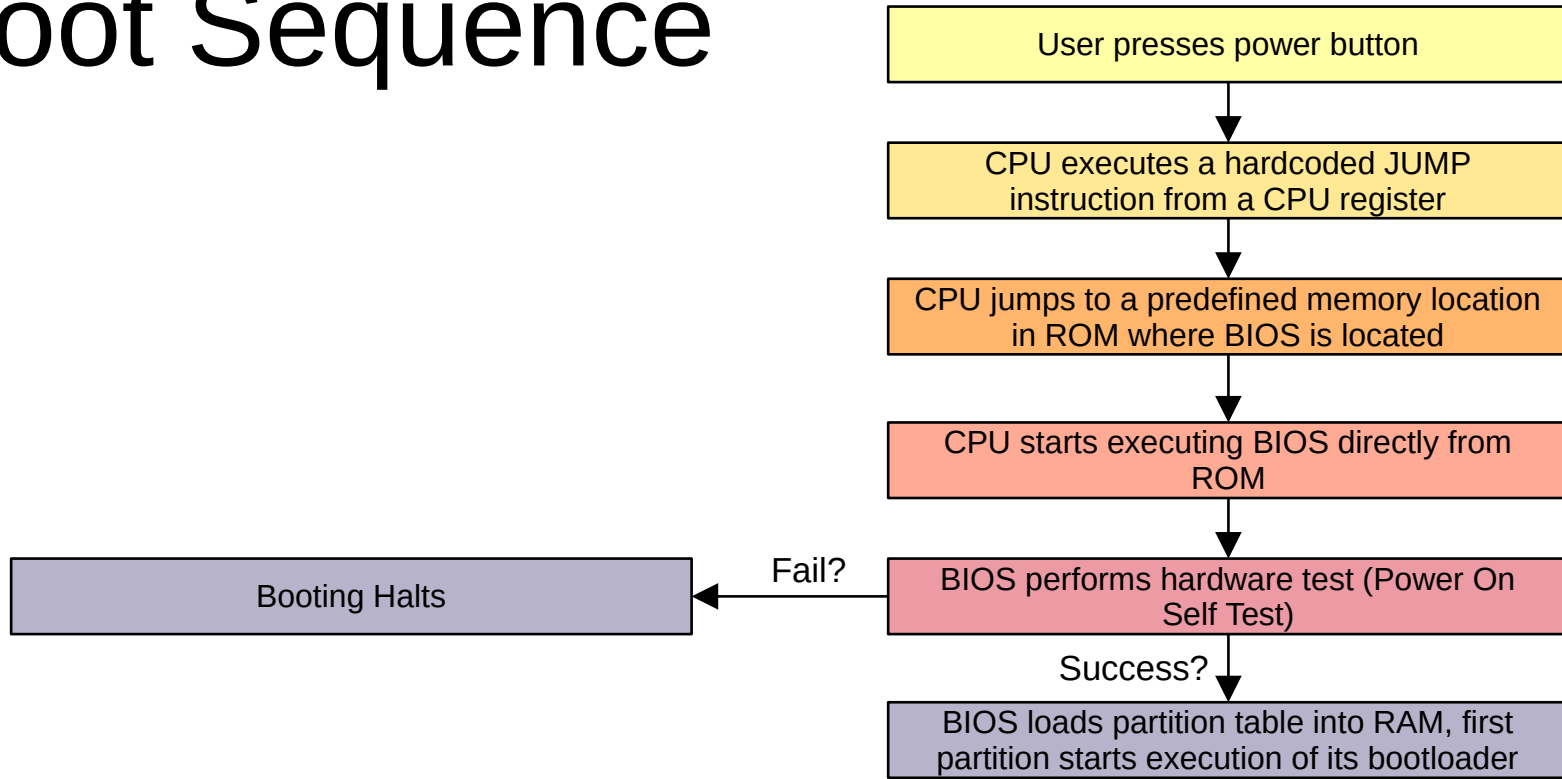 oot Sequence
User presses power button
CPU executes a hardcoded JUMP
instruction from a CPU register
CPU jumps to a predefined memory location
in ROM where BIOS is located
CPU starts executing BIOS directly from
ROM
Booting Halts
Fail?
BIOS performs hardware test (Power On
Self Test)
Success?
BIOS loads partition table into RAM, first
partition starts execution of its bootloader